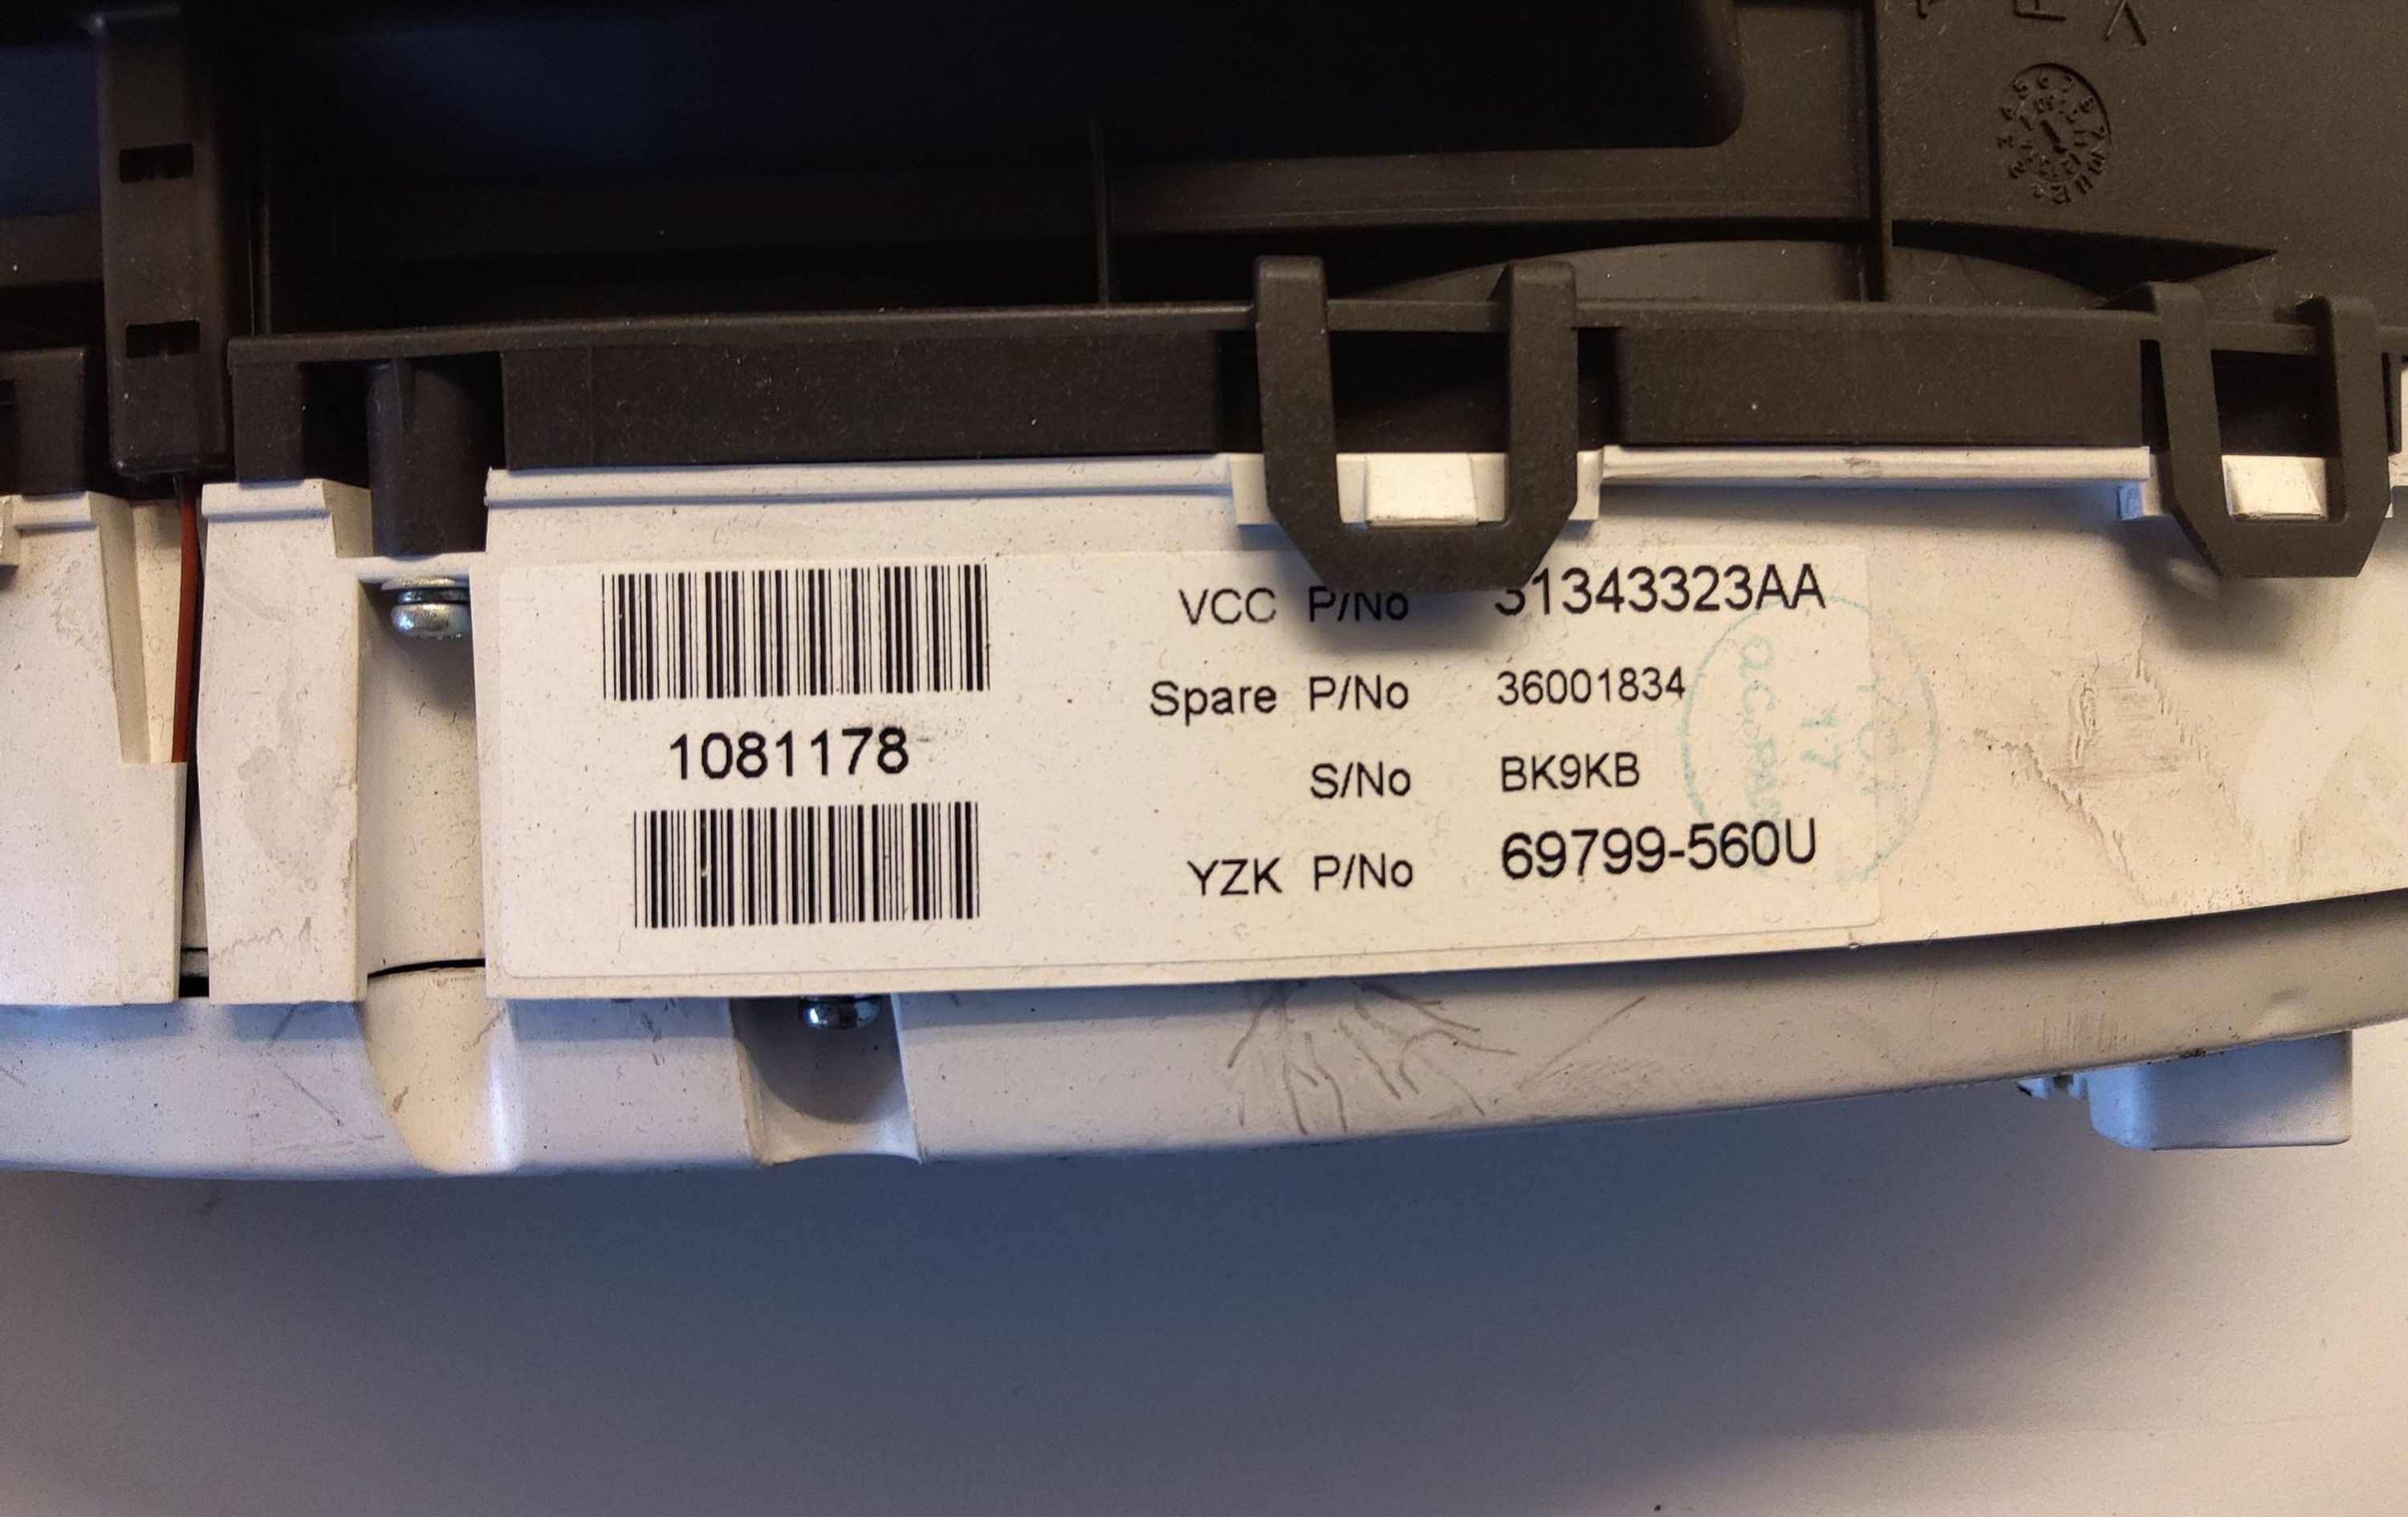 VCC P/No 31343323AA
Spare P/No 36001834
1081178
S/No BK9KB
YZK P/No 69799-560U